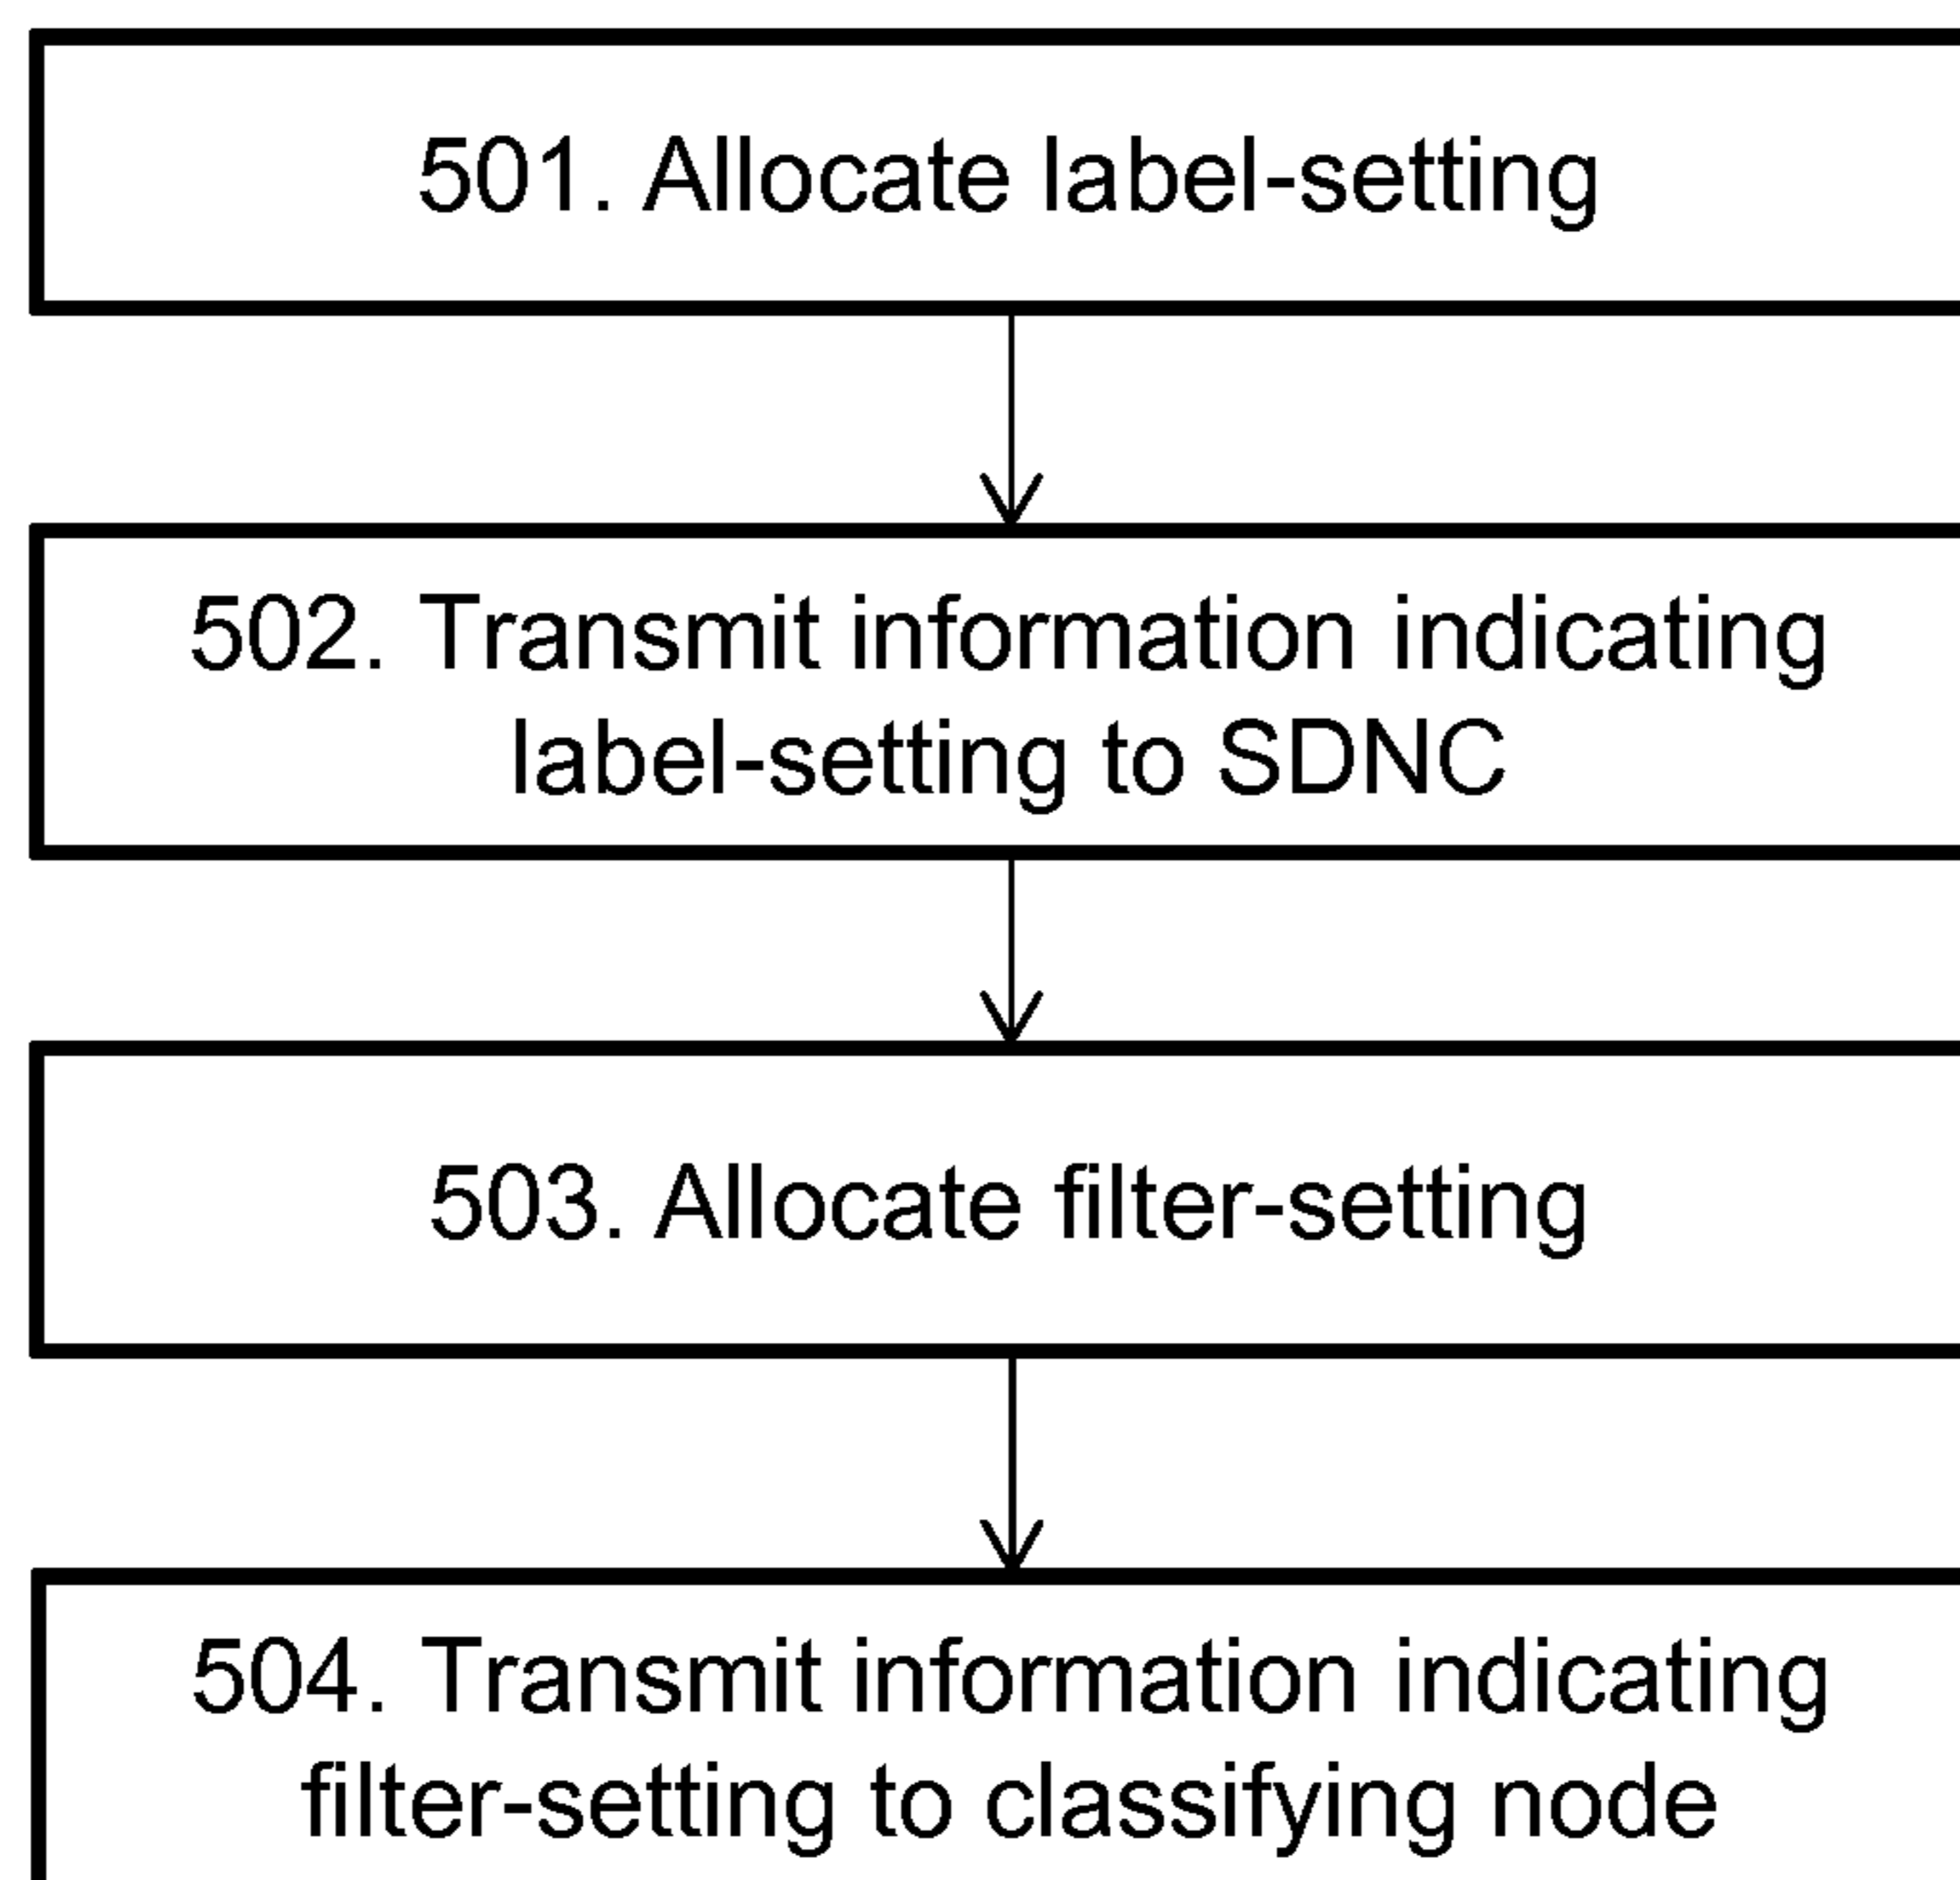 501. Allocate label-setting
502. Transmit information indicating
label-setting to SDNC
503. Allocate filter-setting
504. Transmit information indicating
filter-setting to classifying node